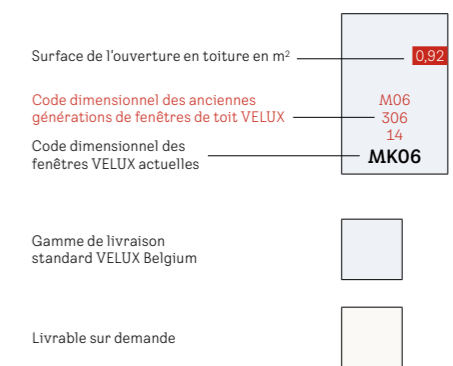 Surface de l'ouverture en toiture en m²
0,92
Code dimensionnel des anciennes
générations de fenêtres de toit VELUX
M06
306
14
Code dimensionnel des
fenêtres VELUX actuelles
MK06
Gamme de livraison
standard VELUX Belgium
Livrable sur demande